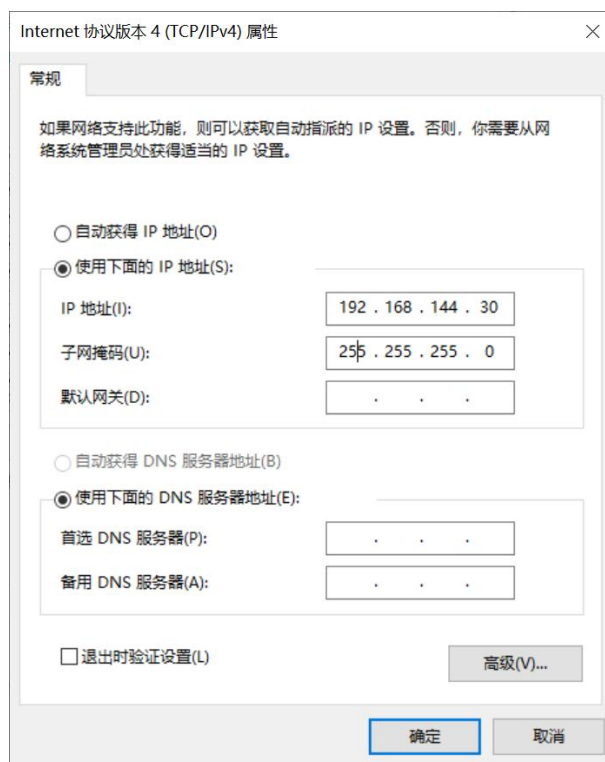 Internet 协议版本 4 (TCP/IPv4) 属性
常规
如果网络支持此功能，则可以获取自动指派的 IP 设置。否则，你需要从网
络系统管理员处获得适当的 IP 设置。
自动获得 IP 地址(O)
使用下面的 IP 地址(S):
IP 地址(I): 192 . 168 . 144 . 30
子网掩码(U): 255 . 255 . 255 . 0
默认网关(D): . . .
自动获得 DNS 服务器地址(B)
使用下面的 DNS 服务器地址(E):
首选 DNS 服务器(P): . . .
备用 DNS 服务器(A): . . .
退出时验证设置(L)
高级(V)...
确定 取消